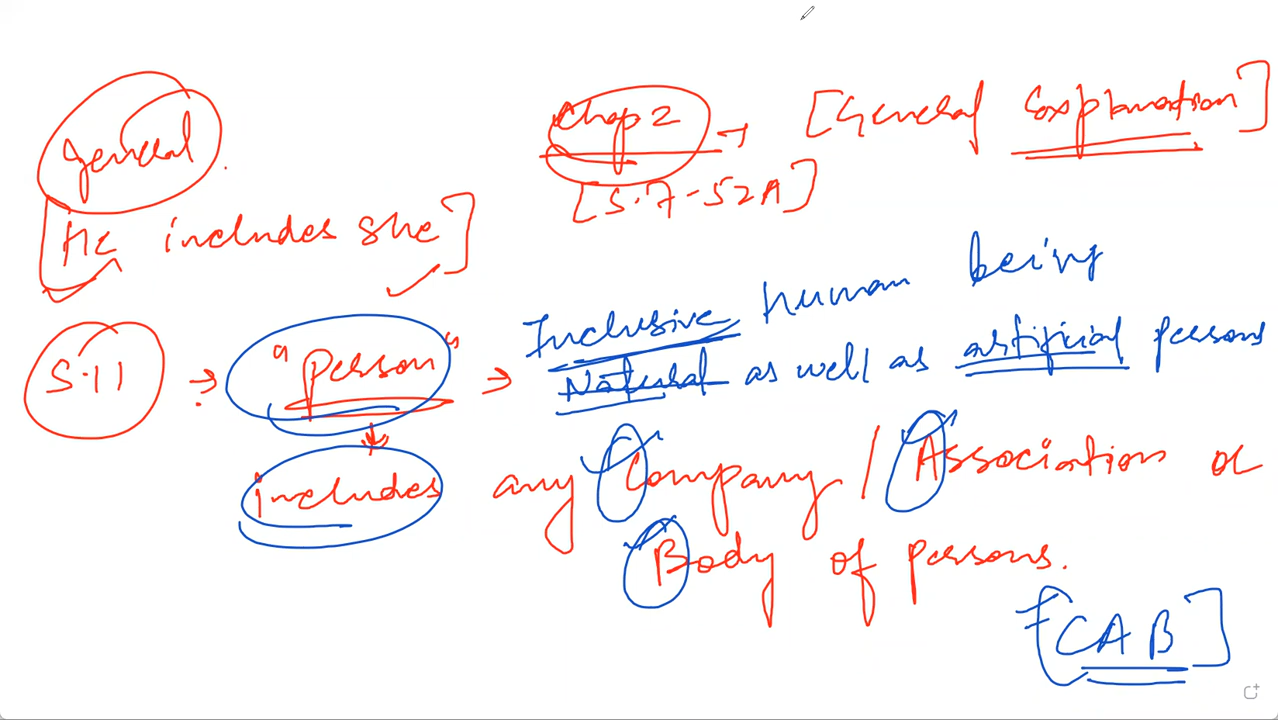 general.
Chap 2 → [General Explanation]
[S.7-52A]
He includes she]
S.11 → "Person" → Inclusive human being
Natural as well as artificial persons
includes any Company / Association or
Body of persons.
[CAB]